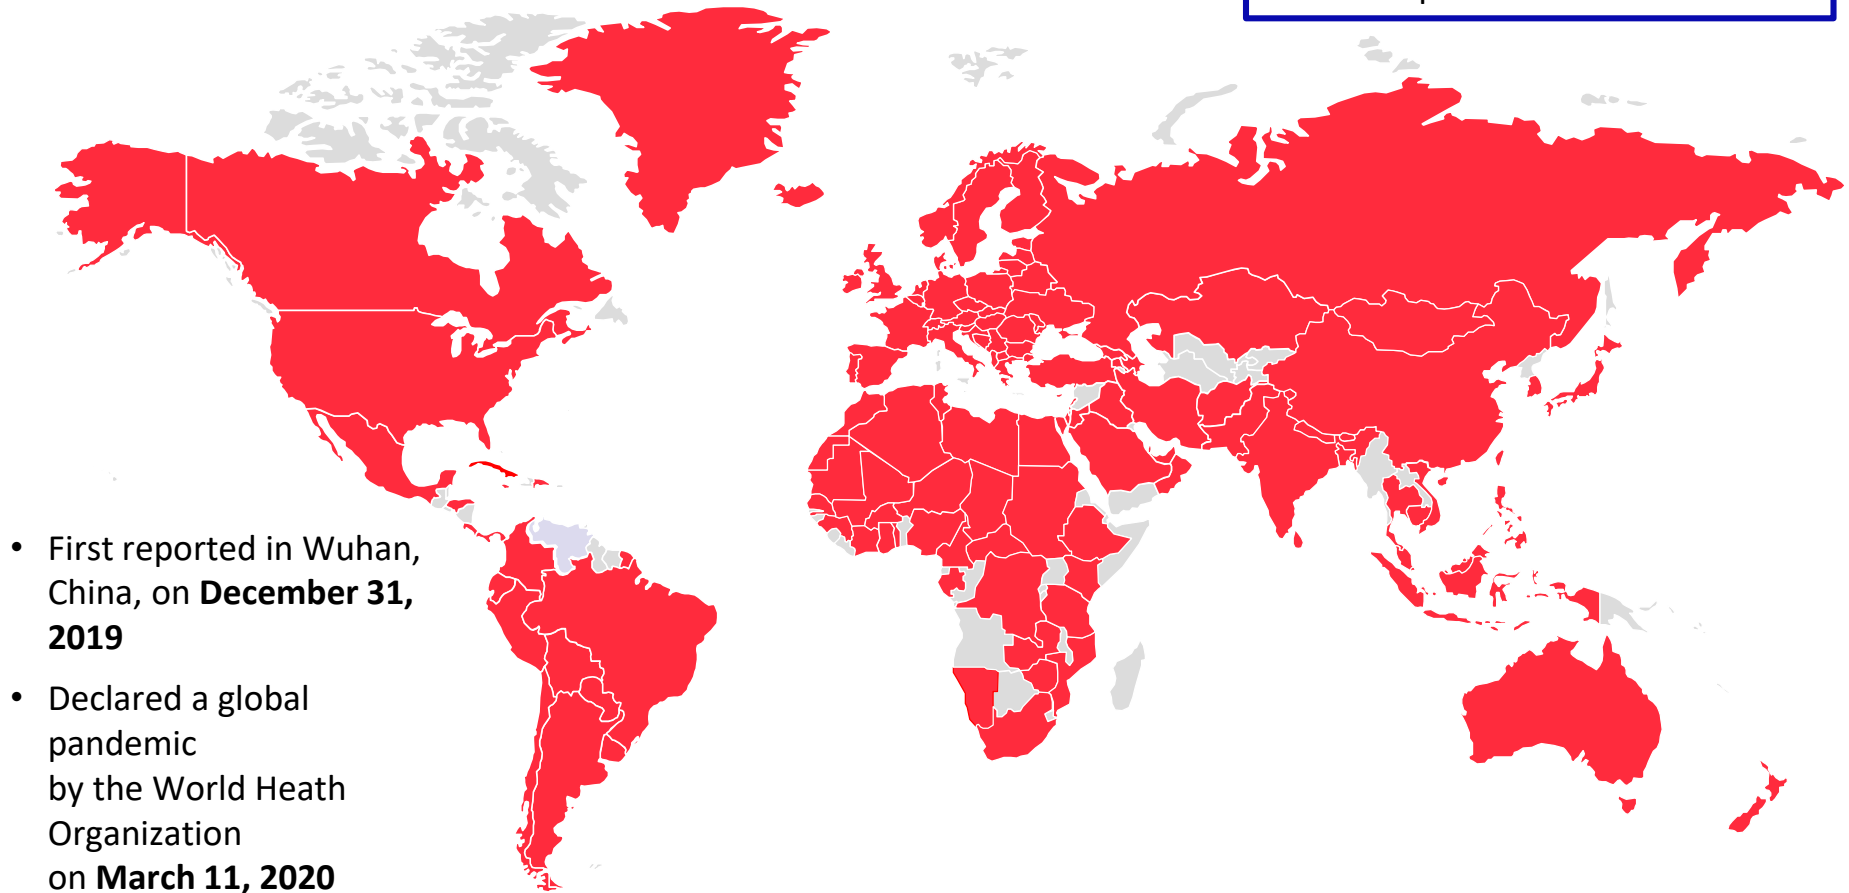 • First reported in Wuhan,
China, on December 31,
2019
• Declared a global
pandemic
by the World Heath
Organization
on March 11, 2020